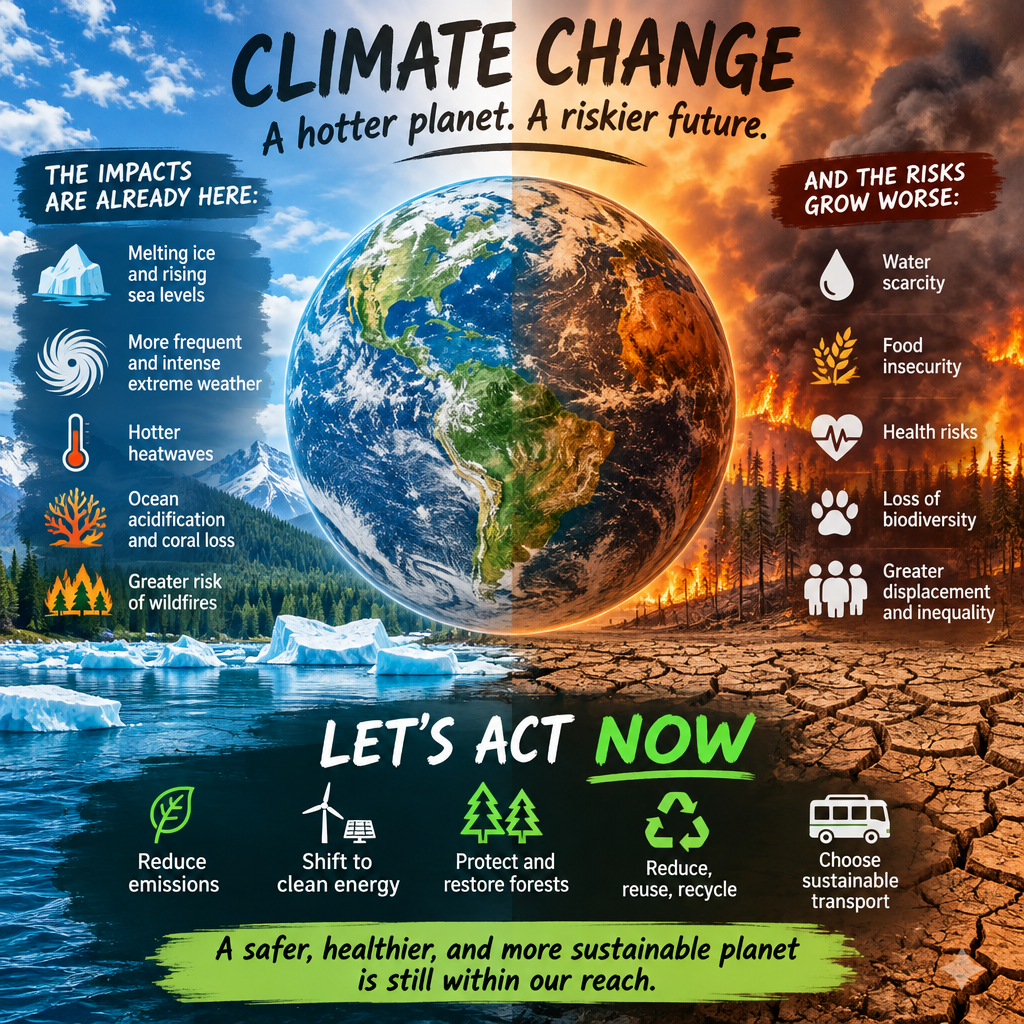 CLIMATE CHANGE
A hotter planet. A riskier future.
THE IMPACTS
ARE ALREADY HERE:
Melting ice
and rising
sea levels
More frequent
and intense
extreme weather
Hotter
heatwaves
Ocean
acidification
and coral loss
Greater risk
of wildfires
AND THE RISKS
GROW WORSE:
Water
scarcity
Food
insecurity
Health risks
Loss of
biodiversity
Greater
displacement
and inequality
LET'S ACT NOW
Reduce
emissions
Shift to
clean energy
Protect and
restore forests
Reduce,
reuse, recycle
Choose
sustainable
transport
A safer, healthier, and more sustainable planet
is still within our reach.